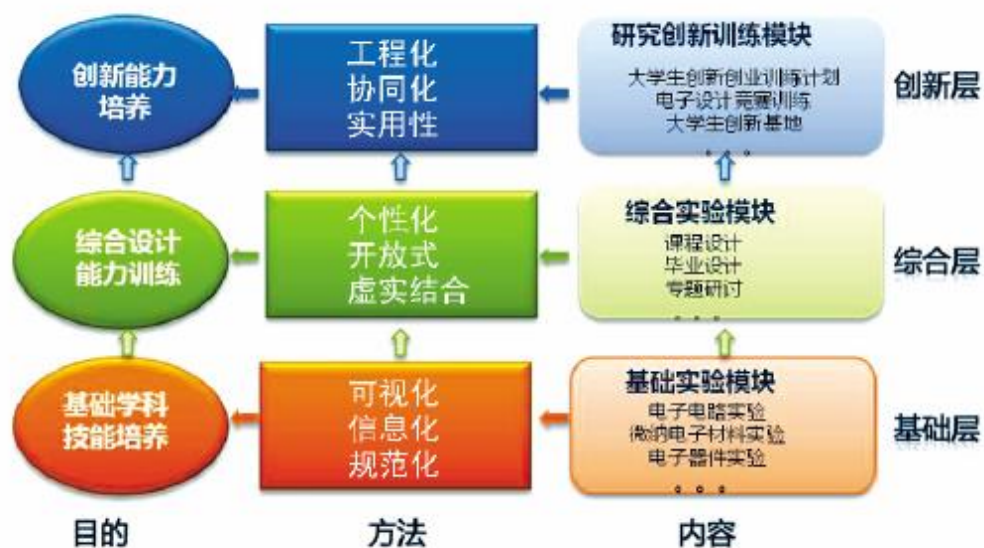 创新能力
培养
工程化
协同化
实用性
研究创新训练模块
大学生创新创业训练计划
电子设计竞赛训练
大学生创新基地
。。。
创新层
综合设计
能力训练
个性化
开放式
虚实结合
综合实验模块
课程设计
毕业设计
专题研讨
。。。
综合层
基础学科
技能培养
可视化
信息化
规范化
基础实验模块
电子电路实验
微纳电子材料实验
电子器件实验
。。。
基础层
目的
方法
内容